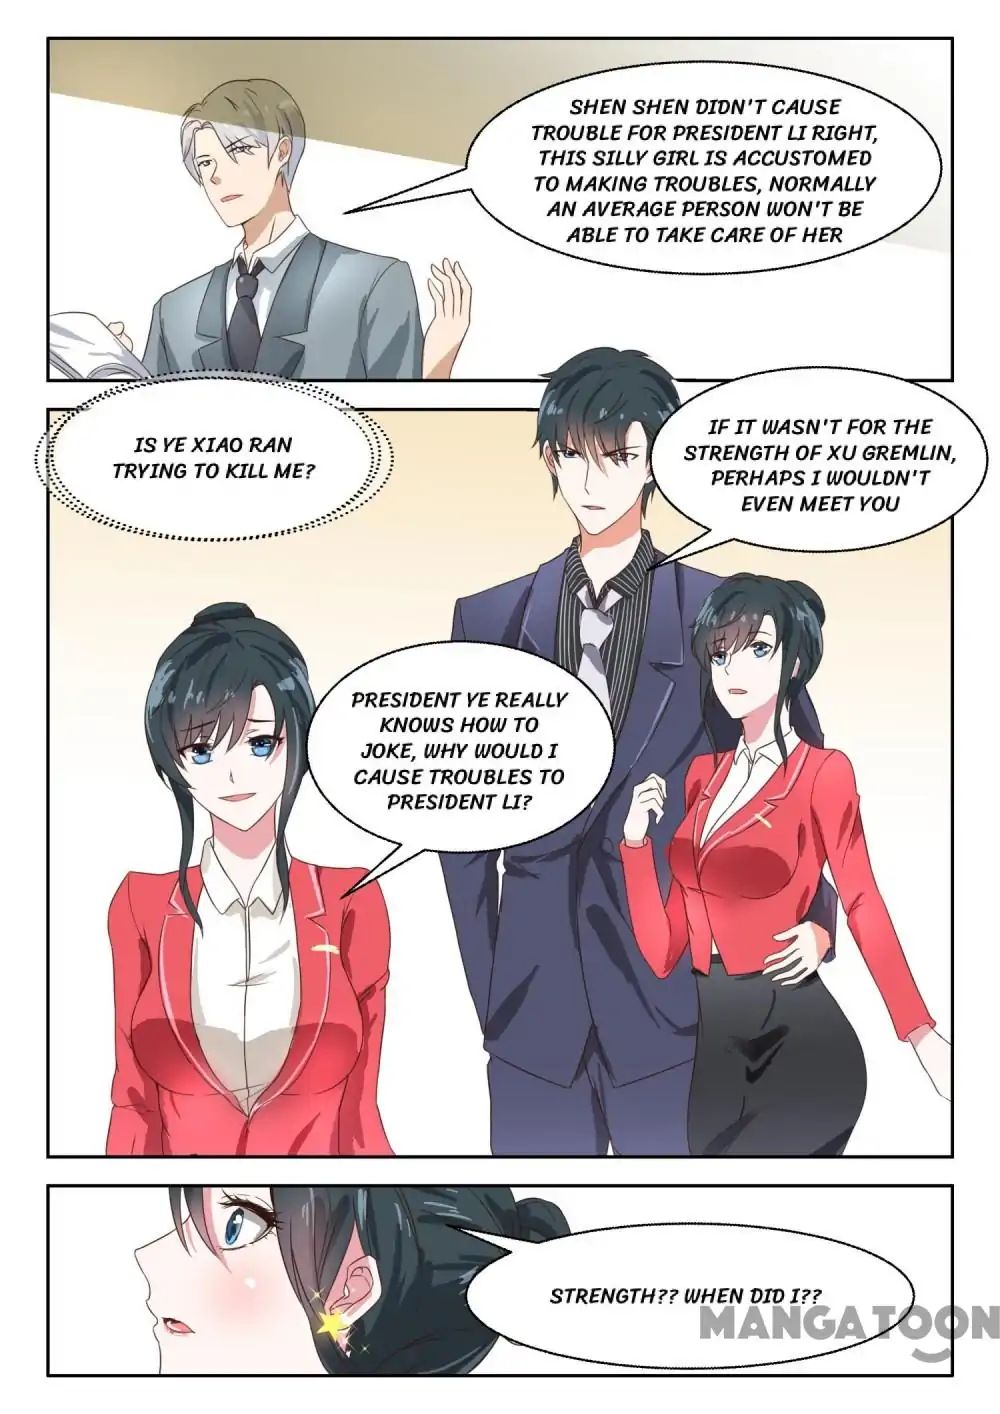 SHEN SHEN DIDN'T CAUSE
TROUBLE FOR PRESIDENT LI RIGHT,
THIS SILLY GIRL IS ACCUSTOMED
TO MAKING TROUBLES, NORMALLY
AN AVERAGE PERSON WON'T BE
ABLE TO TAKE CARE OF HER
IS YE XIAO RAN
TRYING TO KILL ME?
IF IT WASN'T FOR THE
STRENGTH OF XU GREMLIN,
PERHAPS I WOULDN'T
EVEN MEET YOU
PRESIDENT YE REALLY
KNOWS HOW TO
JOKE, WHY WOULD I
CAUSE TROUBLES TO
PRESIDENT LI?
STRENGTH?? WHEN DID I??
MANGATOON